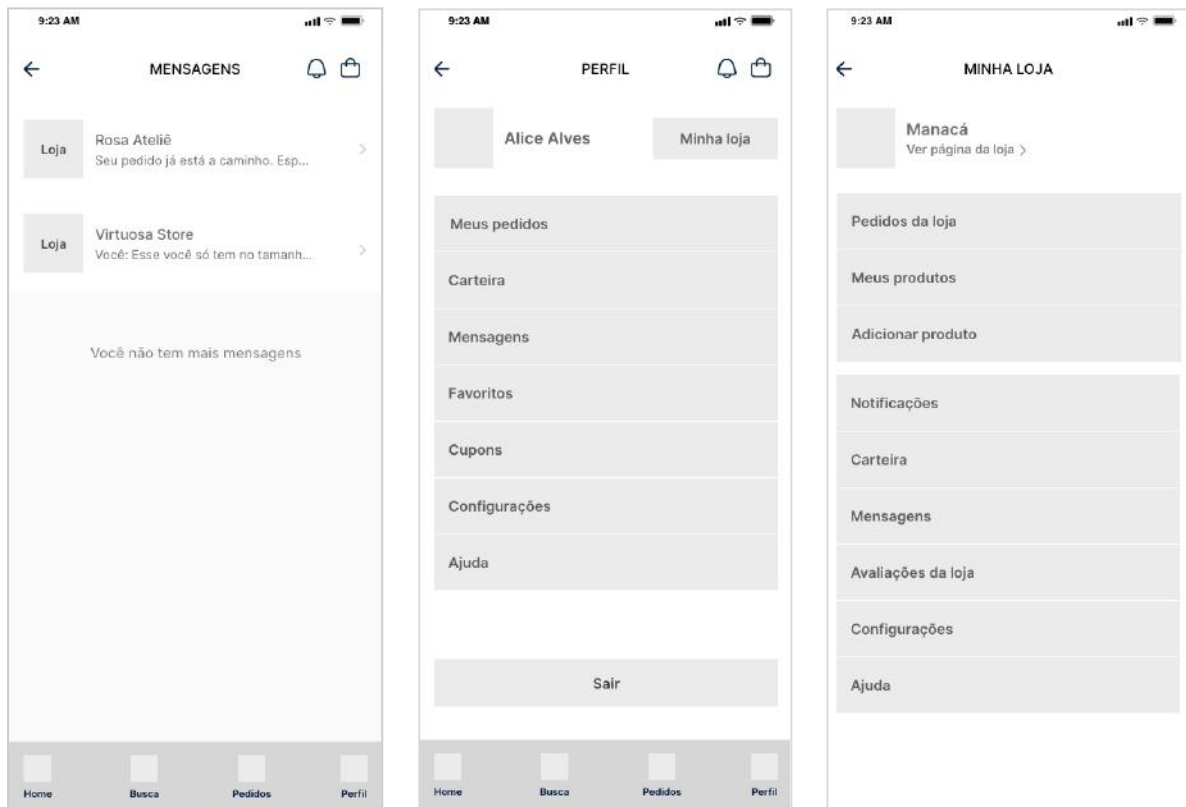 9:23 AM
MENSAGENS
Loja
Rosa Ateliê
Seu pedido já está a caminho. Esp...
Loja
Virtuosa Store
Você: Esse você só tem no tamanh...
Você não tem mais mensagens
Home
Busca
Pedidos
Perfil
9:23 AM
PERFIL
Alice Alves
Minha loja
Meus pedidos
Carteira
Mensagens
Favoritos
Cupons
Configurações
Ajuda
Sair
Home
Busca
Pedidos
Perfil
9:23 AM
MINHA LOJA
Manacá
Ver página da loja
Pedidos da loja
Meus produtos
Adicionar produto
Notificações
Carteira
Mensagens
Avaliações da loja
Configurações
Ajuda